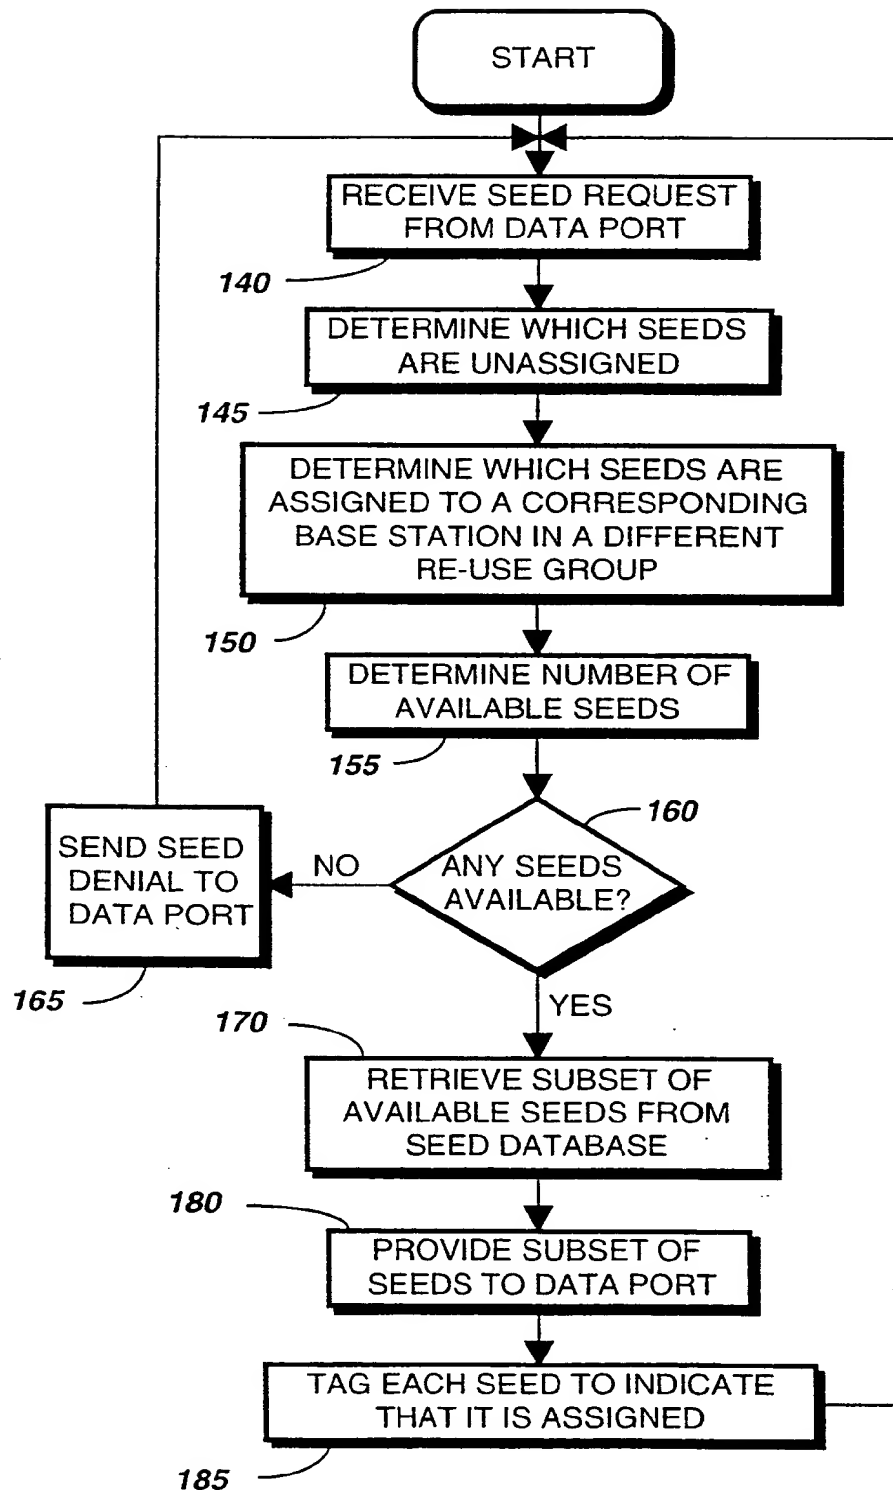 START
RECEIVE SEED REQUEST
FROM DATA PORT
140
DETERMINE WHICH SEEDS
ARE UNASSIGNED
145
DETERMINE WHICH SEEDS ARE
ASSIGNED TO A CORRESPONDING
BASE STATION IN A DIFFERENT
RE-USE GROUP
150
DETERMINE NUMBER OF
AVAILABLE SEEDS
155
160
ANY SEEDS
AVAILABLE?
NO
SEND SEED
DENIAL TO
DATA PORT
165
YES
170
RETRIEVE SUBSET OF
AVAILABLE SEEDS FROM
SEED DATABASE
180
PROVIDE SUBSET OF
SEEDS TO DATA PORT
TAG EACH SEED TO INDICATE
THAT IT IS ASSIGNED
185